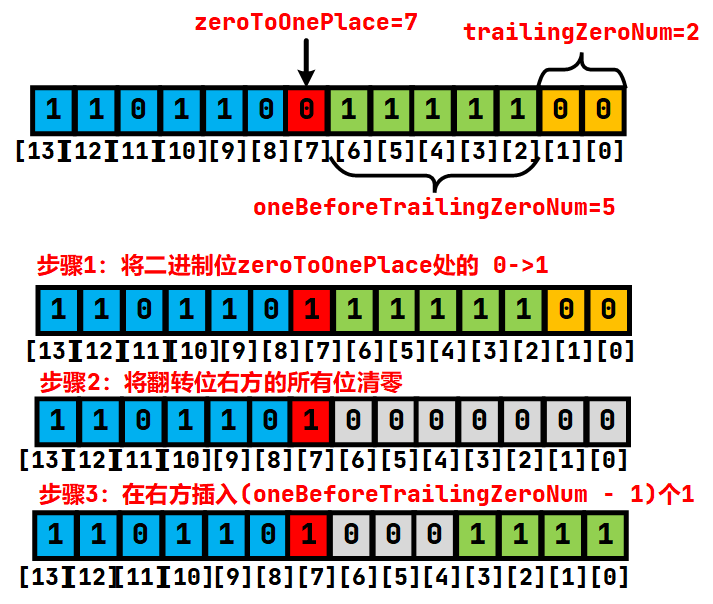 zeroToOnePlace=7
trailingZeroNum=2
1 1 0 1 1 0 0 1 1 1 1 1 0 0
[13][12][11][10][9][8][7][6][5][4][3][2][1][0]
oneBeforeTrailingZeroNum=5
步骤1：将二进制位zeroToOnePlace处的 0->1
1 1 0 1 1 0 1 1 1 1 1 1 0 0
[13][12][11][10][9][8][7][6][5][4][3][2][1][0]
步骤2：将翻转位右方的所有位清零
1 1 0 1 1 0 1 0 0 0 0 0 0 0
[13][12][11][10][9][8][7][6][5][4][3][2][1][0]
步骤3：在右方插入(oneBeforeTrailingZeroNum - 1)个1
1 1 0 1 1 0 1 0 0 0 1 1 1 1
[13][12][11][10][9][8][7][6][5][4][3][2][1][0]